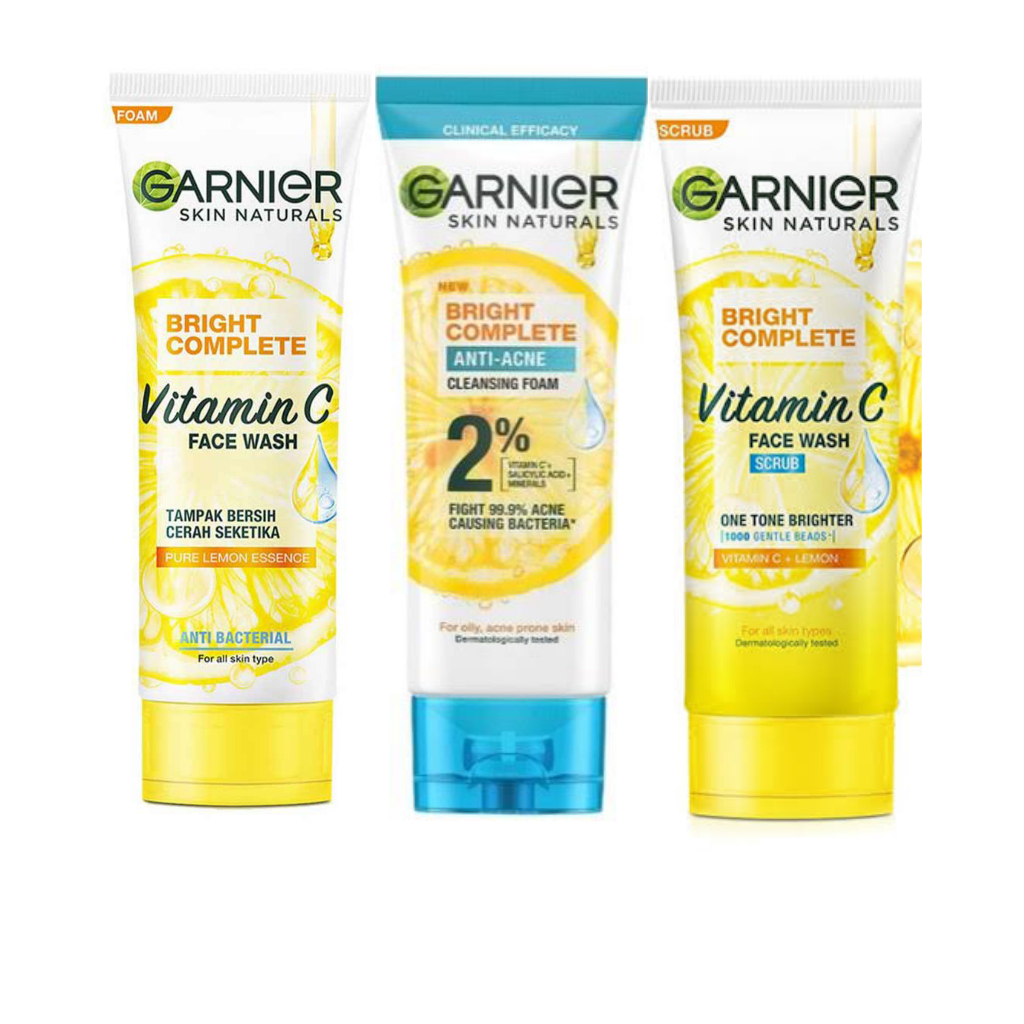 FOAM
GARNIER
SKIN NATURALS
BRIGHT
COMPLETE
Vitamin C
FACE WASH
TAMPAK BERSIH
CERAH SEKETIKA
PURE LEMON ESSENCE
ANTI BACTERIAL
For all skin type
CLINICAL EFFICACY
GARNIER
SKIN NATURALS
NEW
BRIGHT
COMPLETE
ANTI-ACNE
CLEANSING FOAM
2%
VITAMIN C*+
SALICYLIC ACID+
MINERALS
FIGHT 99.9% ACNE
CAUSING BACTERIA*
For oily, acne prone skin
Dermatologically tested
SCRUB
GARNIER
SKIN NATURALS
BRIGHT
COMPLETE
Vitamin C
FACE WASH
SCRUB
ONE TONE BRIGHTER
[1000 GENTLE BEADS*]
VITAMIN C + LEMON
For all skin types
Dermatologically tested